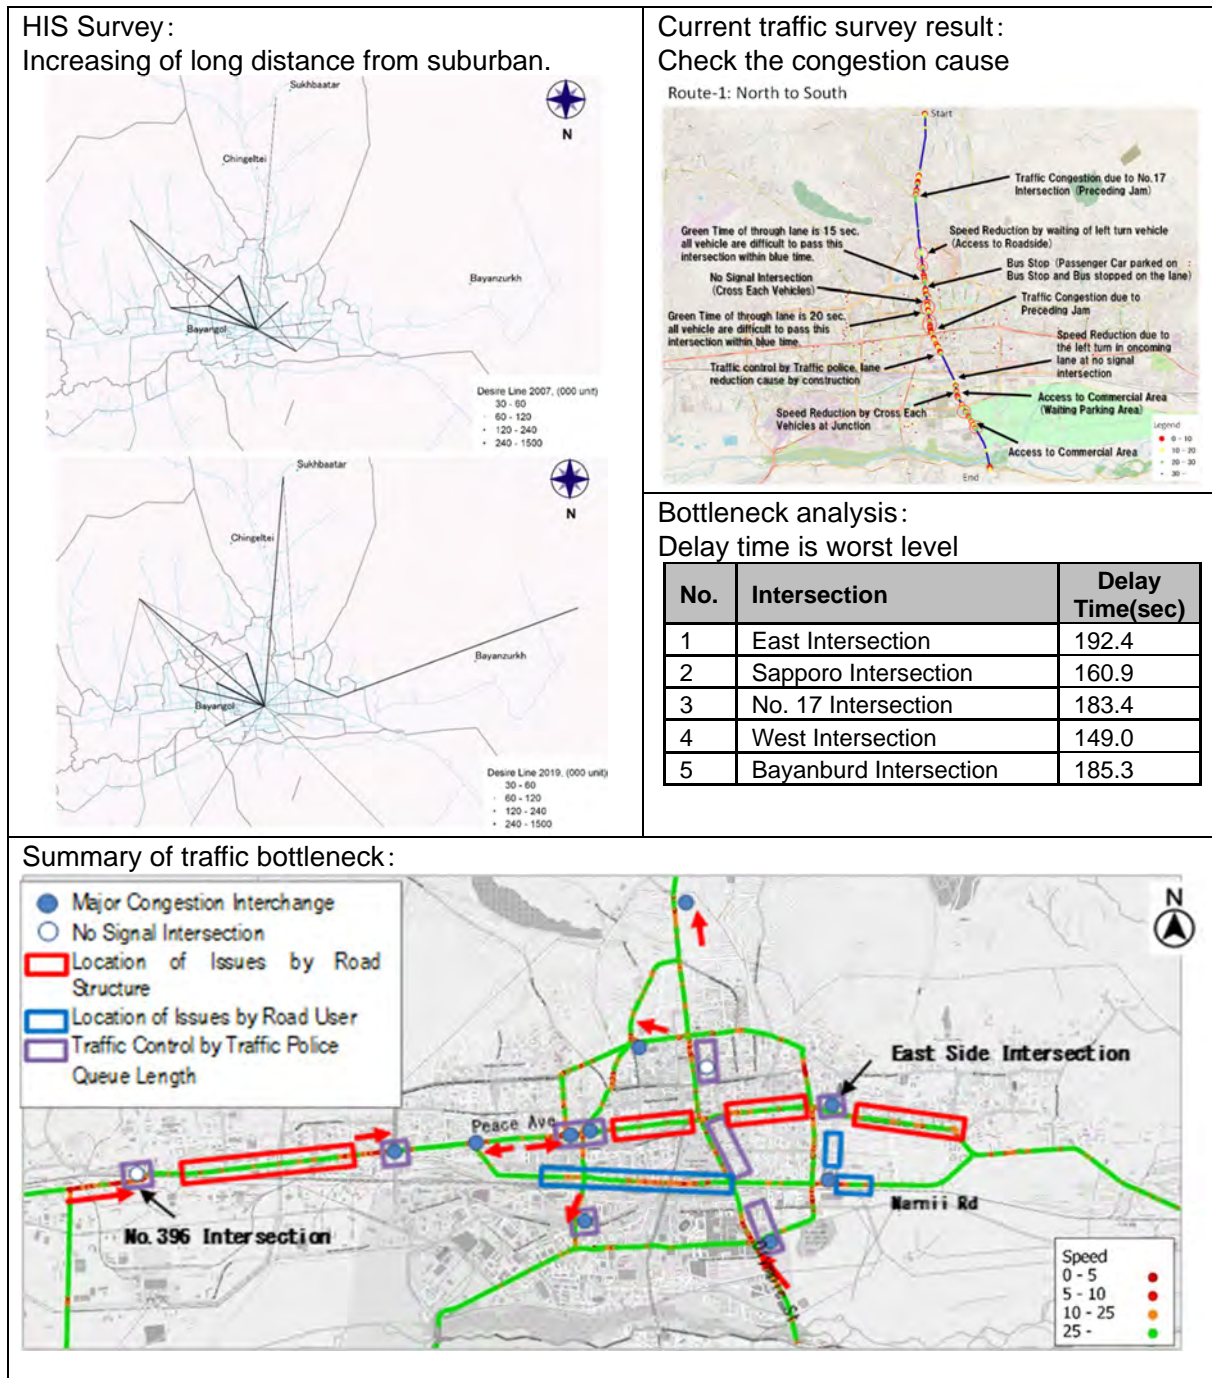 HIS Survey:
Increasing of long distance from suburban.
Sukhbaatar
N
Chingeltei
Bayanzurkh
Bayangol
Desire Line 2007, (000 unit)
30 - 60
60 - 120
120 - 240
240 - 1500
Sukhbaatar
N
Chingeltei
Bayanzurkh
Bayangol
Desire Line 2019, (000 unit)
30 - 60
60 - 120
120 - 240
240 - 1500
Current traffic survey result:
Check the congestion cause
Route-1: North to South
Start
Traffic Congestion due to No.17
Intersection (Preceding Jam)
Green Time of through lane is 15 sec.
all vehicle are difficult to pass this
intersection within blue time.
Speed Reduction by waiting of left turn vehicle
(Access to Roadside)
No Signal Intersection
(Cross Each Vehicles)
Bus Stop (Passenger Car parked on
Bus Stop and Bus stopped on the lane)
Green Time of through lane is 20 sec.
all vehicle are difficult to pass this
intersection within blue time.
Traffic Congestion due to
Preceding Jam
Speed Reduction due to
the left turn in oncoming
lane at no signal
intersection
Traffic control by Traffic police, lane
reduction cause by construction
Access to Commercial Area
(Waiting Parking Area)
Speed Reduction by Cross Each
Vehicles at Junction
Access to Commercial Area
Legend
0 - 10
10 - 20
20 - 30
30 -
End
Bottleneck analysis:
Delay time is worst level
No. Intersection Delay Time(sec)
1 East Intersection 192.4
2 Sapporo Intersection 160.9
3 No. 17 Intersection 183.4
4 West Intersection 149.0
5 Bayanburd Intersection 185.3
Summary of traffic bottleneck:
Major Congestion Interchange
No Signal Intersection
Location of Issues by Road
Structure
Location of Issues by Road User
Traffic Control by Traffic Police
Queue Length
N
East Side Intersection
Peace Ave
No. 396 Intersection
Narnii Rd
Speed
0 - 5
5 - 10
10 - 25
25 -